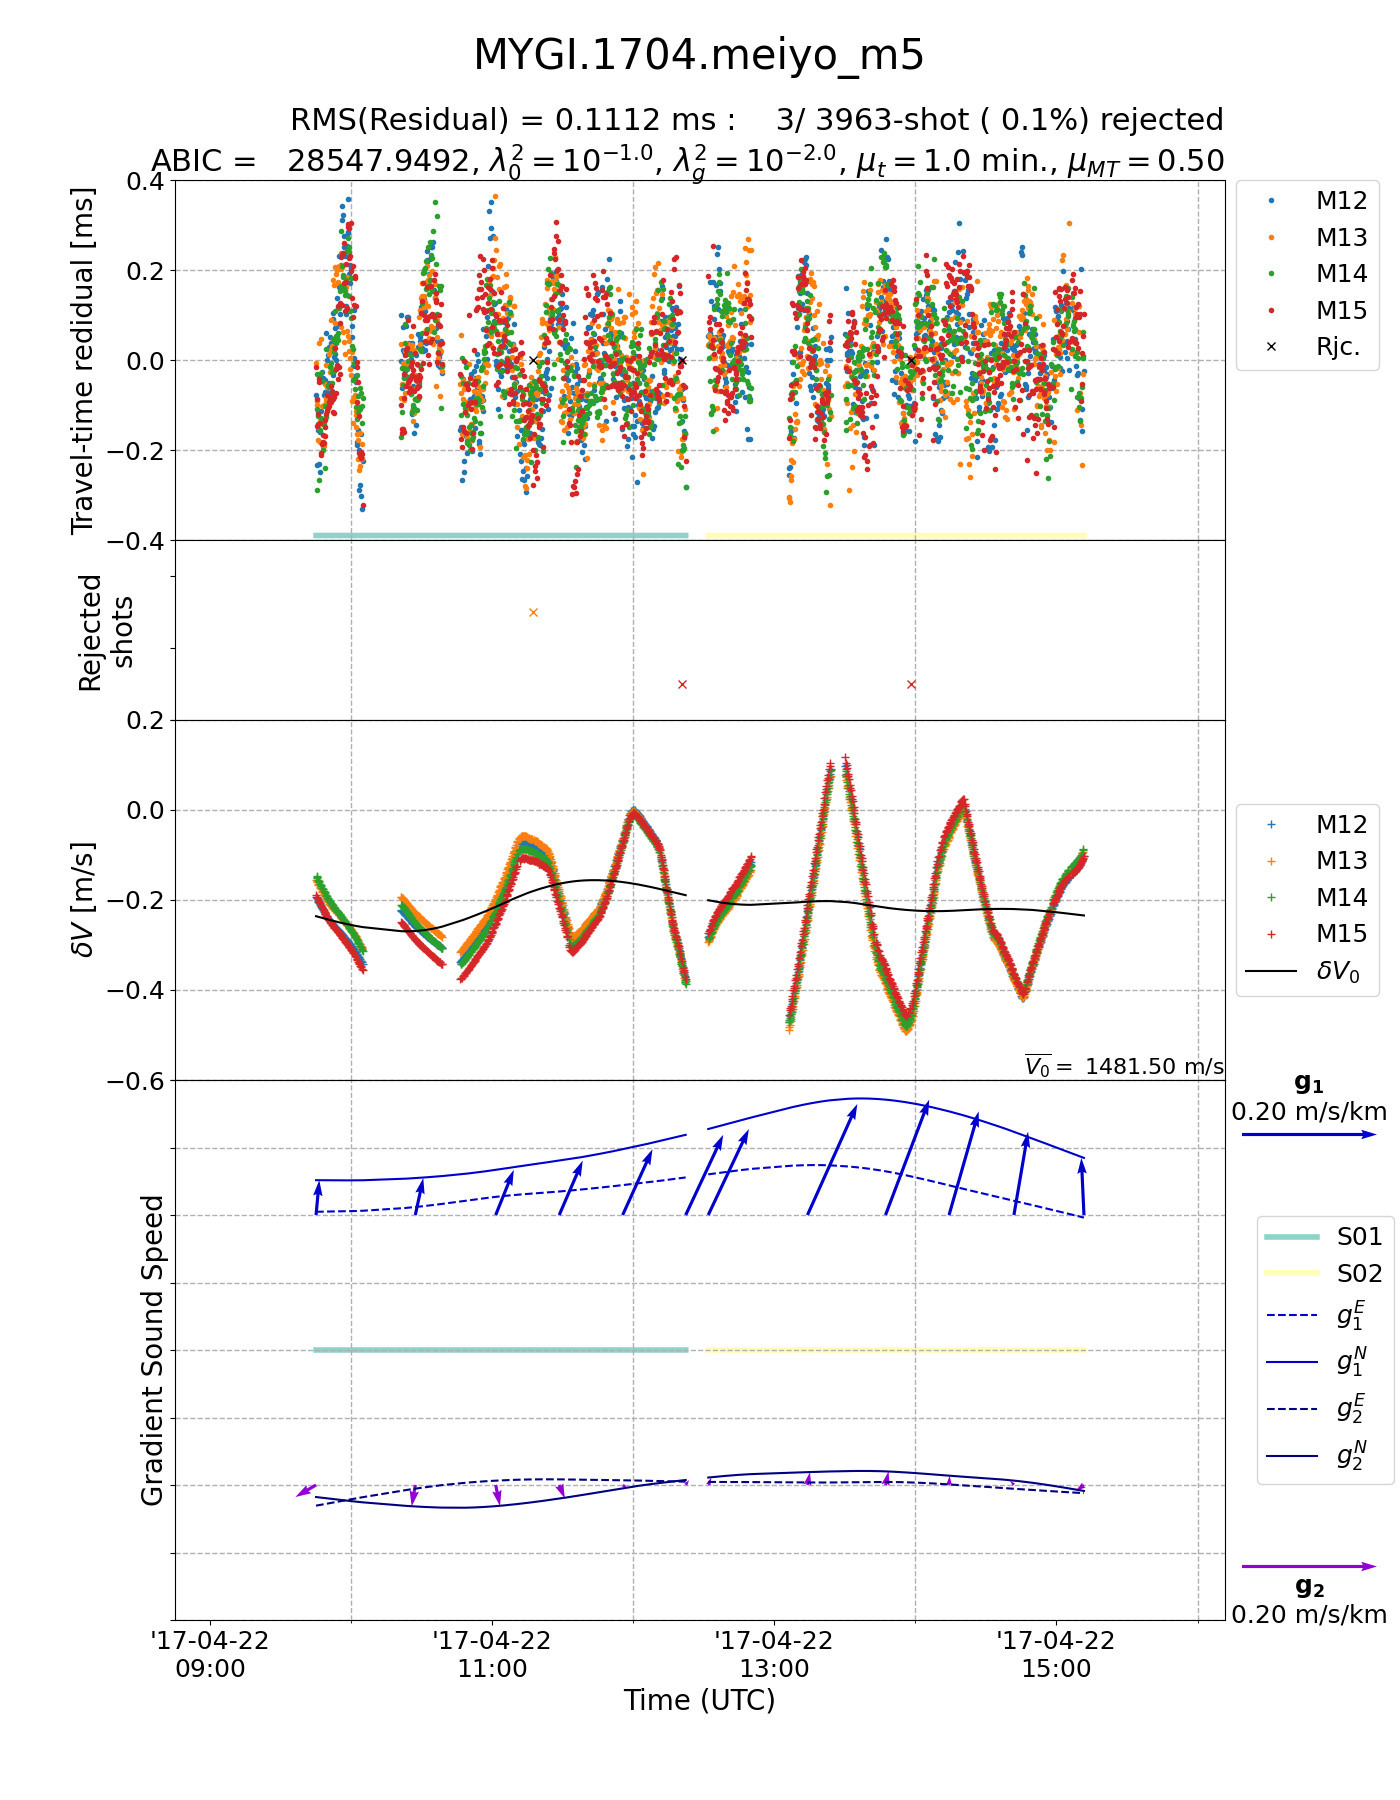 MYGI.1704.meiyo_m5
RMS(Residual) = 0.1112 ms :    3/ 3963-shot ( 0.1%) rejected
ABIC =   28547.9492, λ₀² = 10⁻¹·⁰, λg² = 10⁻²·⁰, μt = 1.0 min., μMT = 0.50
Travel-time redidual [ms]
0.4
0.2
0.0
−0.2
−0.4
M12
M13
M14
M15
Rjc.
Rejected
shots
δV [m/s]
0.2
0.0
−0.2
−0.4
−0.6
V̅₀ = 1481.50 m/s
M12
M13
M14
M15
δV₀
Gradient Sound Speed
g₁
0.20 m/s/km
S01
S02
g₁ᴱ
g₁ᴺ
g₂ᴱ
g₂ᴺ
g₂
0.20 m/s/km
'17-04-22
09:00
'17-04-22
11:00
'17-04-22
13:00
'17-04-22
15:00
Time (UTC)